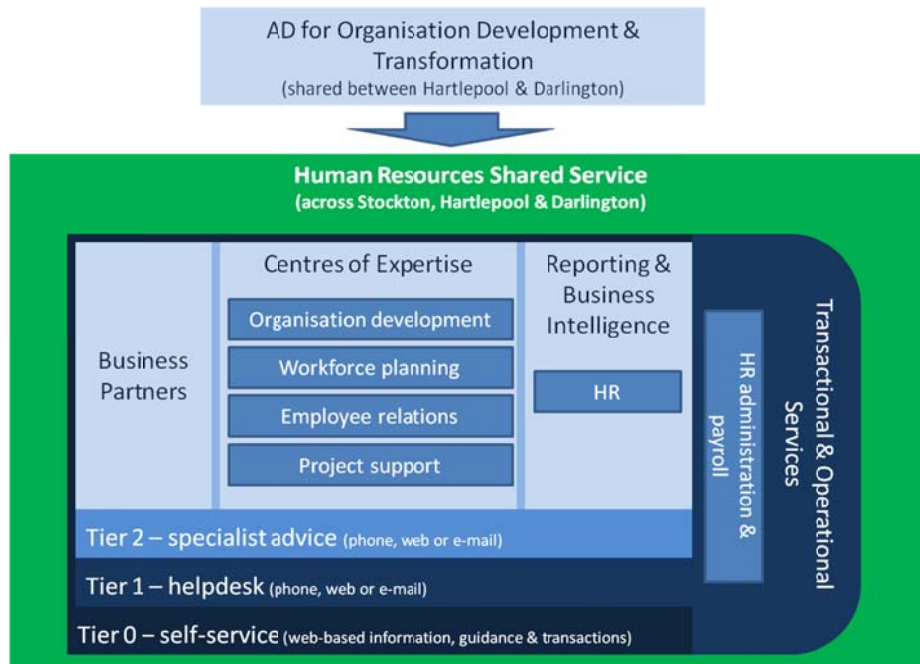 AD for Organisation Development &
Transformation
(shared between Hartlepool & Darlington)
Human Resources Shared Service
(across Stockton, Hartlepool & Darlington)
Business
Partners
Centres of Expertise
Organisation development
Workforce planning
Employee relations
Project support
Reporting &
Business
Intelligence
HR
HR administration &
payroll
Transactional & Operational
Services
Tier 2 – specialist advice (phone, web or e-mail)
Tier 1 – helpdesk (phone, web or e-mail)
Tier 0 – self-service (web-based information, guidance & transactions)